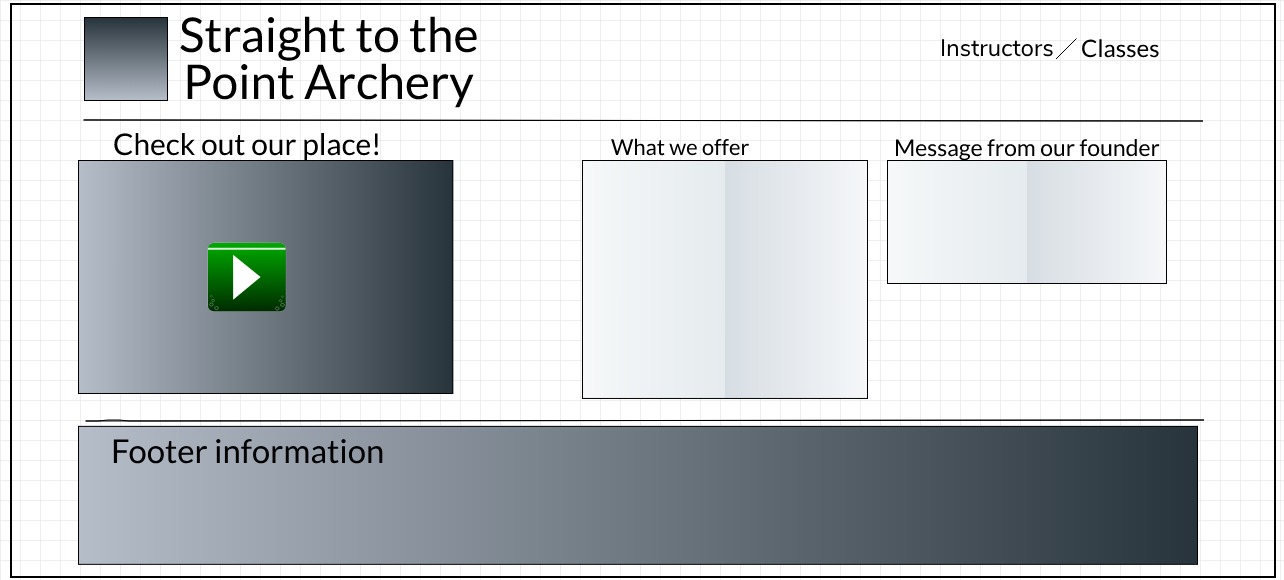 Straight to the
Point Archery
Instructors / Classes
Check out our place!
What we offer
Message from our founder
Footer information